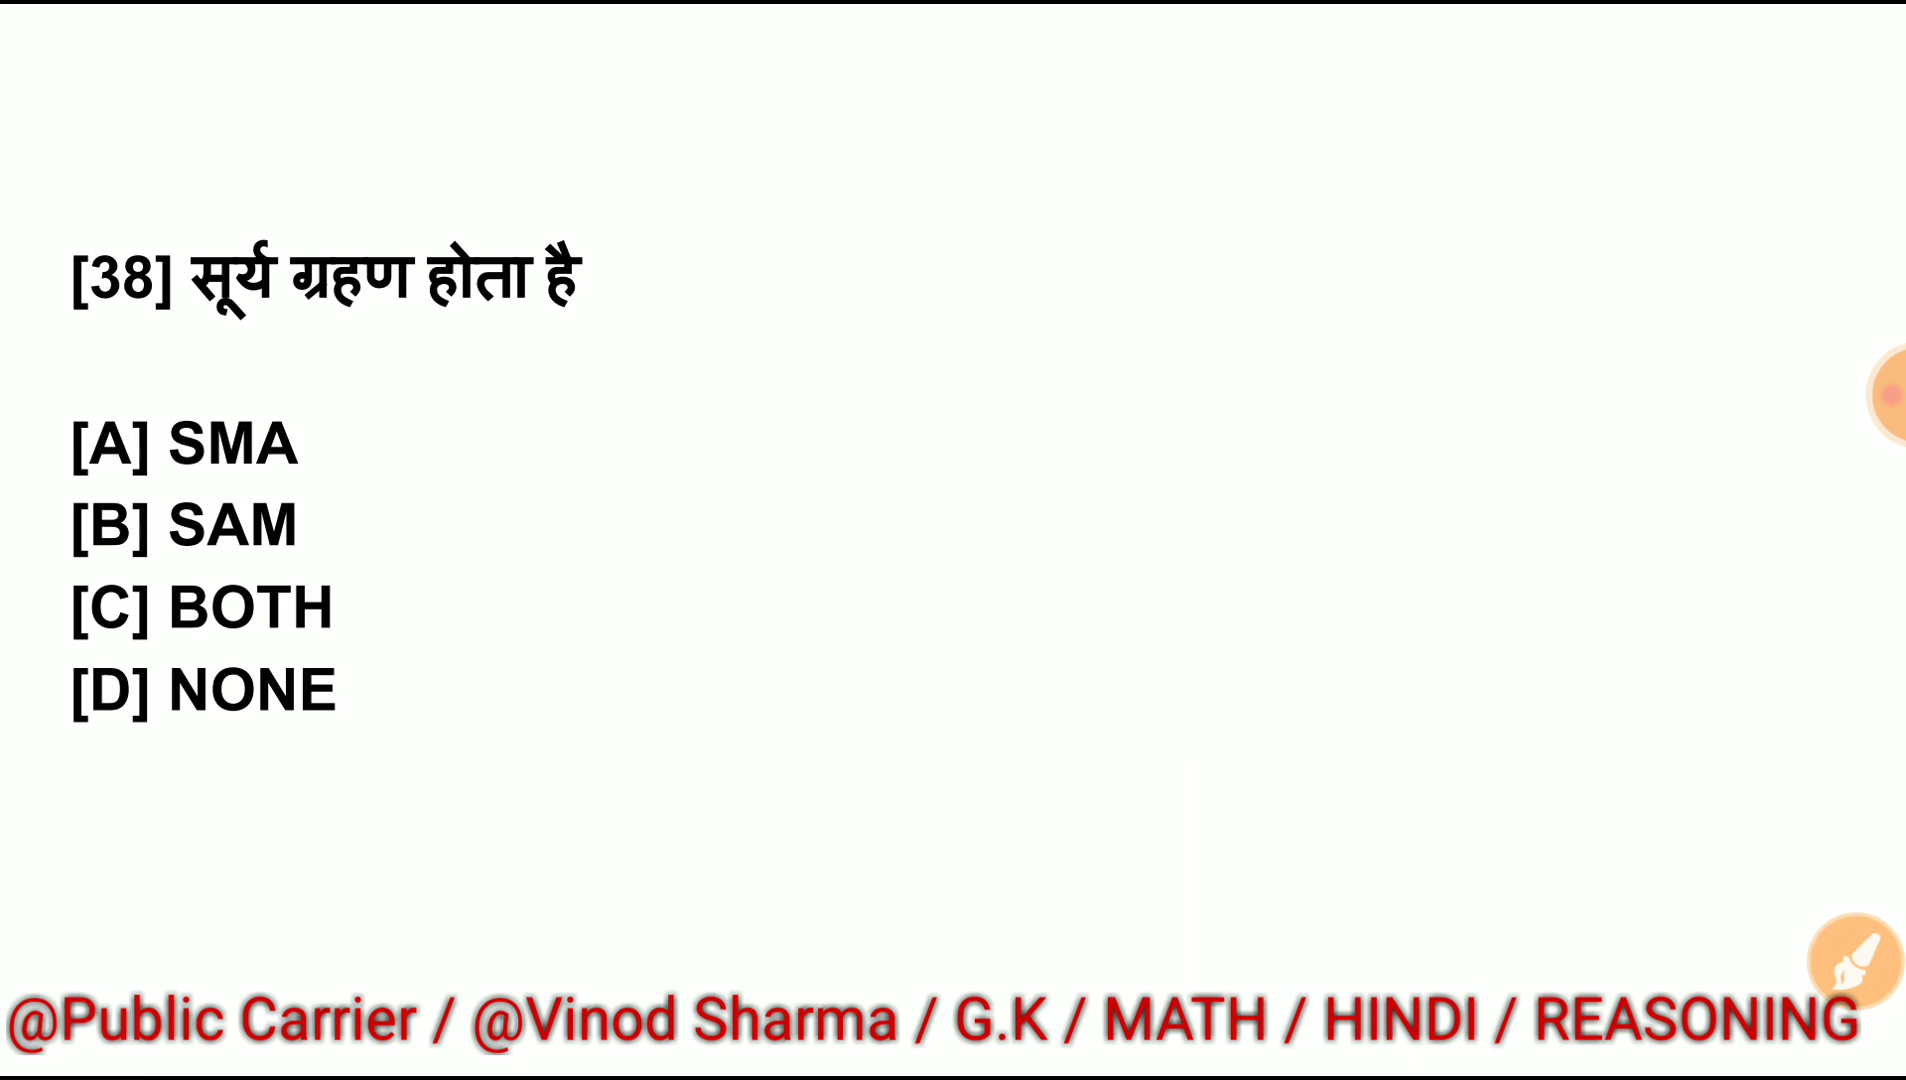 [38] सूर्य ग्रहण होता है
[A] SMA
[B] SAM
[C] BOTH
[D] NONE
@Public Carrier / @Vinod Sharma / G.K / MATH / HINDI / REASONING